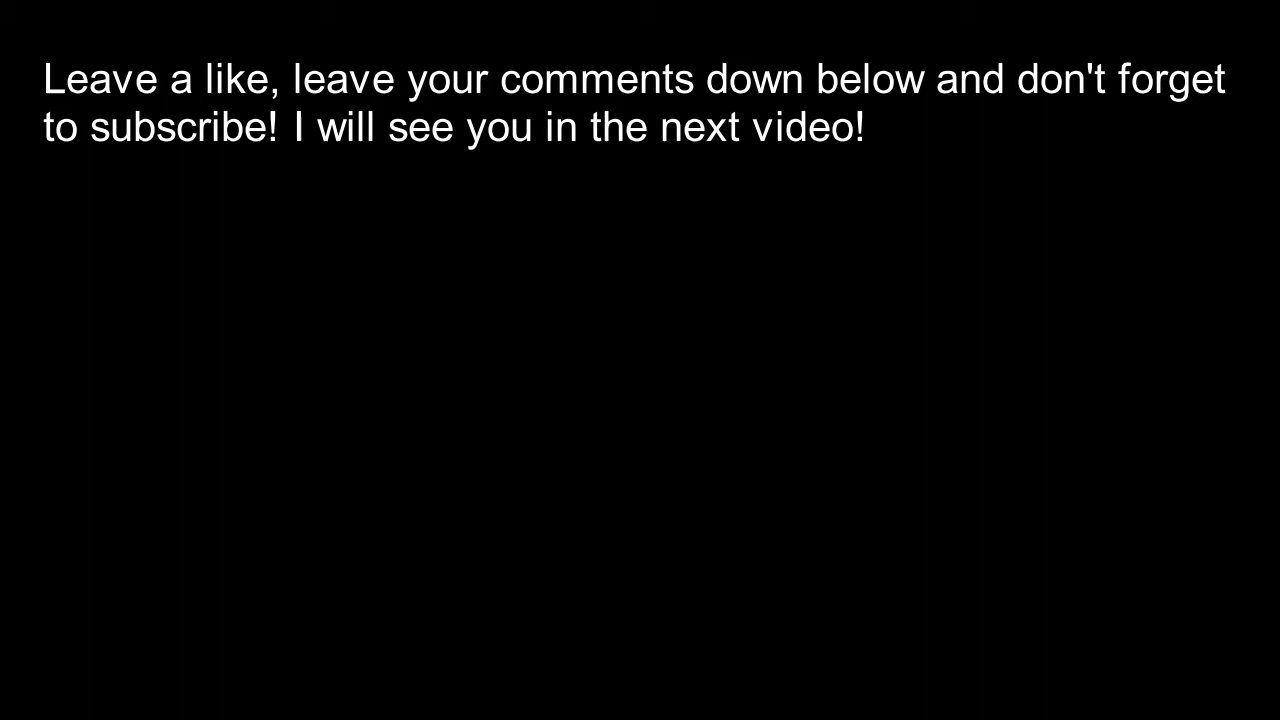 Leave a like, leave your comments down below and don't forget
to subscribe! I will see you in the next video!